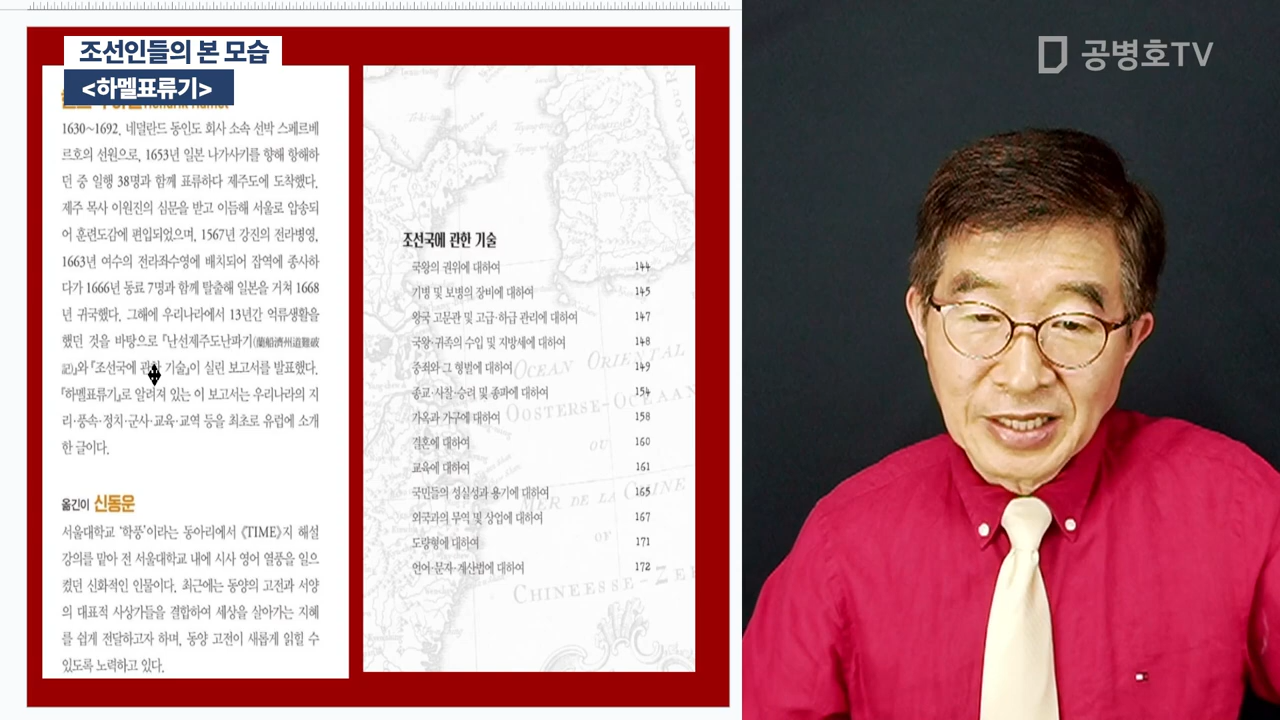 조선인들의 본 모습
<하멜표류기>
공병호TV
1630~1692. 네덜란드 동인도 회사 소속 선박 스페르베
르호의 선원으로, 1653년 일본 나가사키를 향해 항해하
던 중 일행 38명과 함께 표류하다 제주도에 도착했다.
제주 목사 이원진의 심문을 받고 이듬해 서울로 압송되
어 훈련도감에 편입되었으며, 1567년 강진의 전라병영,
1663년 여수의 전라좌수영에 배치되어 잡역에 종사하
다가 1666년 동료 7명과 함께 탈출해 일본을 거쳐 1668
년 귀국했다. 그해에 우리나라에서 13년간 억류생활을
했던 것을 바탕으로 『난선제주도난파기(蘭船濟州道難破
記)』와 『조선국에 관한 기술』이 실린 보고서를 발표했다.
『하멜표류기』로 알려져 있는 이 보고서는 우리나라의 지
리·풍속·정치·군사·교육·교역 등을 최초로 유럽에 소개
한 글이다.
옮긴이 신동운
서울대학교 '학풍'이라는 동아리에서 《TIME》지 해설
강의를 맡아 전 서울대학교 내에 시사 영어 열풍을 일으
켰던 신화적인 인물이다. 최근에는 동양의 고전과 서양
의 대표적 사상가들을 결합하여 세상을 살아가는 지혜
를 쉽게 전달하고자 하며, 동양 고전이 새롭게 읽힐 수
있도록 노력하고 있다.
조선국에 관한 기술
국왕의 권위에 대하여 144
기병 및 보병의 장비에 대하여 145
왕국 고문관 및 고급·하급 관리에 대하여 147
국왕·귀족의 수입 및 지방세에 대하여 148
중죄와 그 형벌에 대하여 149
종교·사찰·승려 및 종파에 대하여 154
가옥과 가구에 대하여 158
결혼에 대하여 160
교육에 대하여 161
국민들의 성실성과 용기에 대하여 165
외국과의 무역 및 상업에 대하여 167
도량형에 대하여 171
언어·문자·계산법에 대하여 172
OCEAN ORIENTAL
OOSTERSE-OCEAAN
OU
MER DE LA CHINE
OF
CHINEESE-ZEE